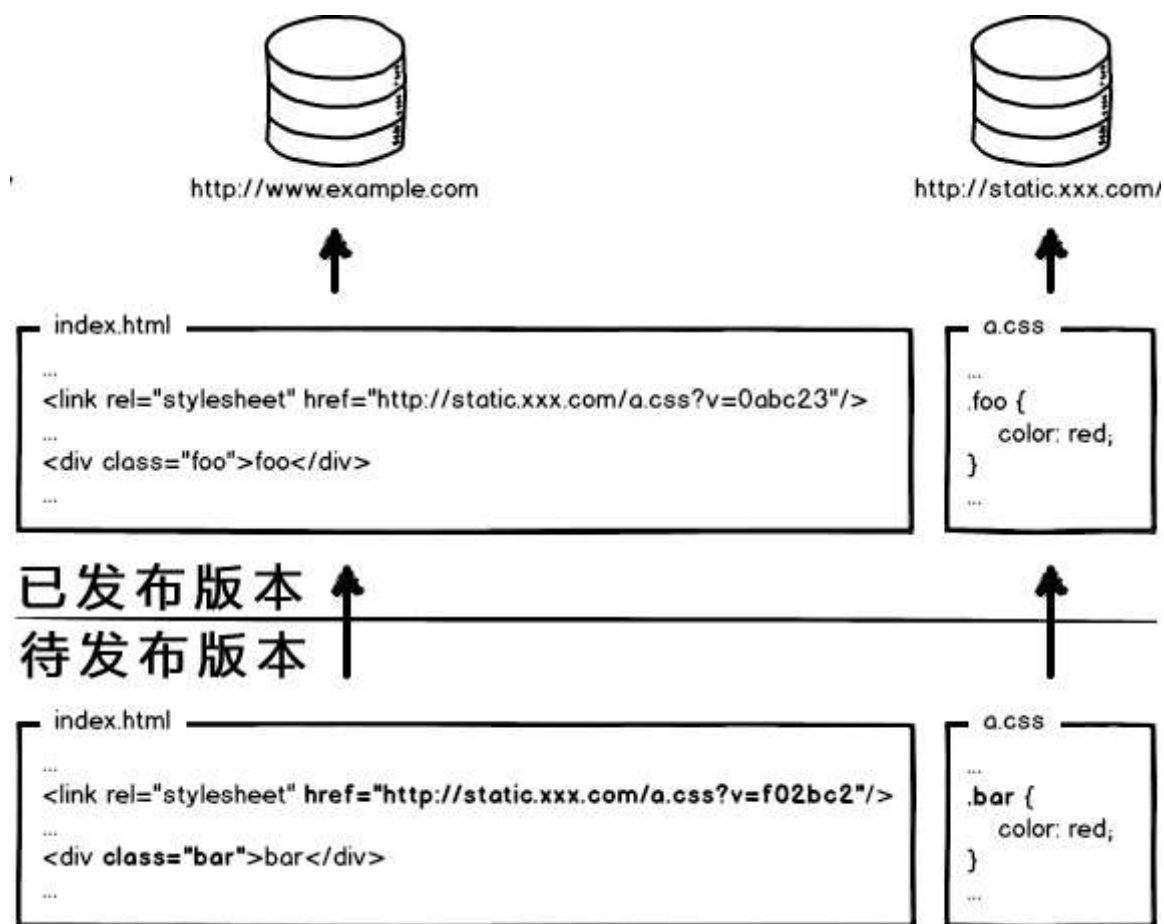 http://www.example.com
http://static.xxx.com/
index.html
...
<link rel="stylesheet" href="http://static.xxx.com/a.css?v=0abc23"/>
...
<div class="foo">foo</div>
...
a.css
...
.foo {
color: red;
}
...
已发布版本
待发布版本
index.html
...
<link rel="stylesheet" href="http://static.xxx.com/a.css?v=f02bc2"/>
...
<div class="bar">bar</div>
...
a.css
...
.bar {
color: red;
}
...